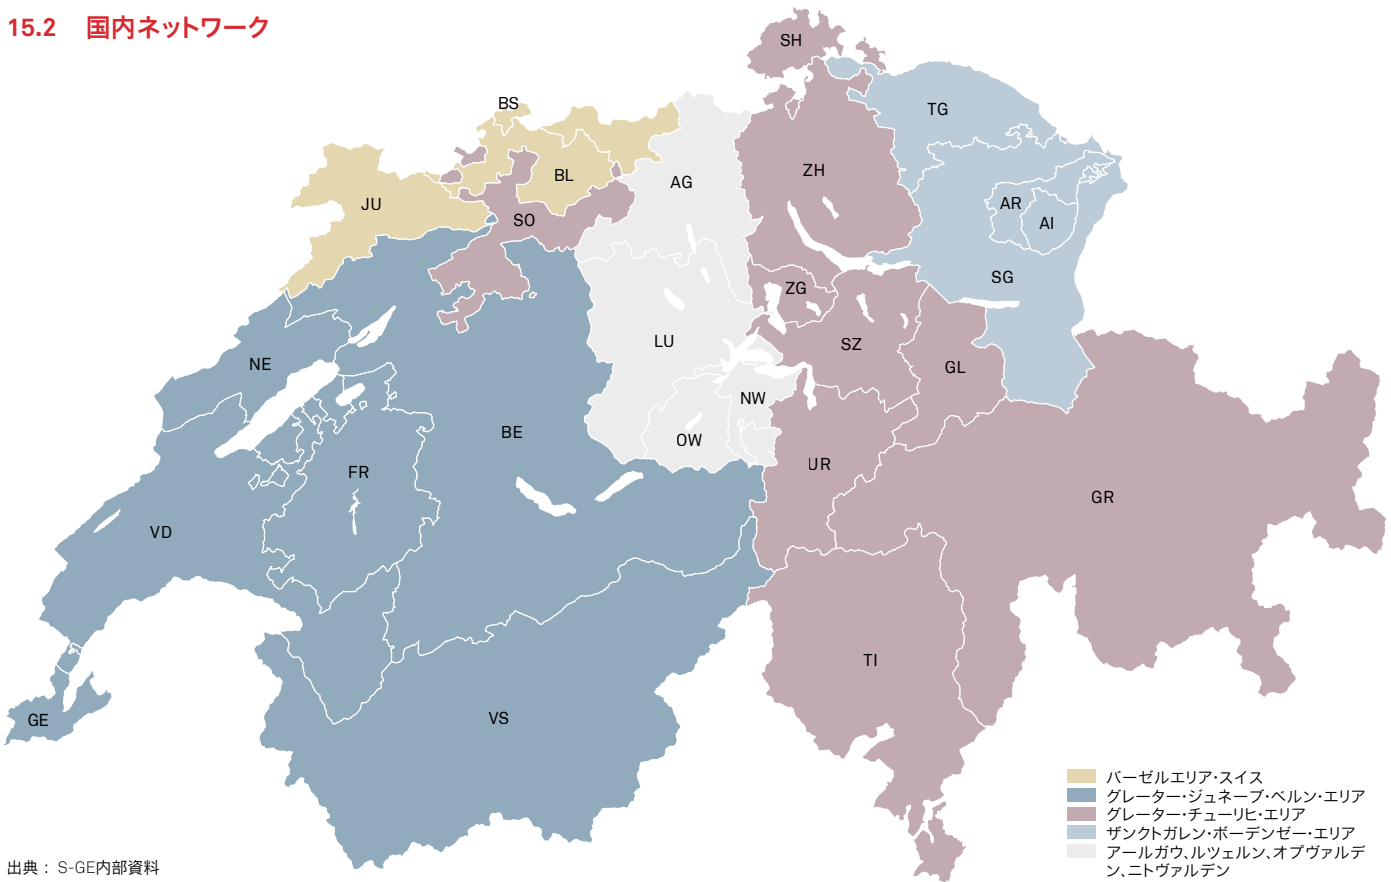 15.2 国内ネットワーク
SH
BS
TG
ZH
BL
AG
JU
AR
SO
AI
SG
ZG
LU
SZ
NE
GL
NW
BE
OW
UR
FR
GR
VD
TI
VS
GE
バーゼルエリア・スイス
グレーター・ジュネーブ・ベルン・エリア
グレーター・チューリヒ・エリア
ザンクトガレン・ボーデンゼー・エリア
アールガウ、ルツェルン、オプヴァルデ
ン、ニトヴァルデン
出典：S-GE内部資料